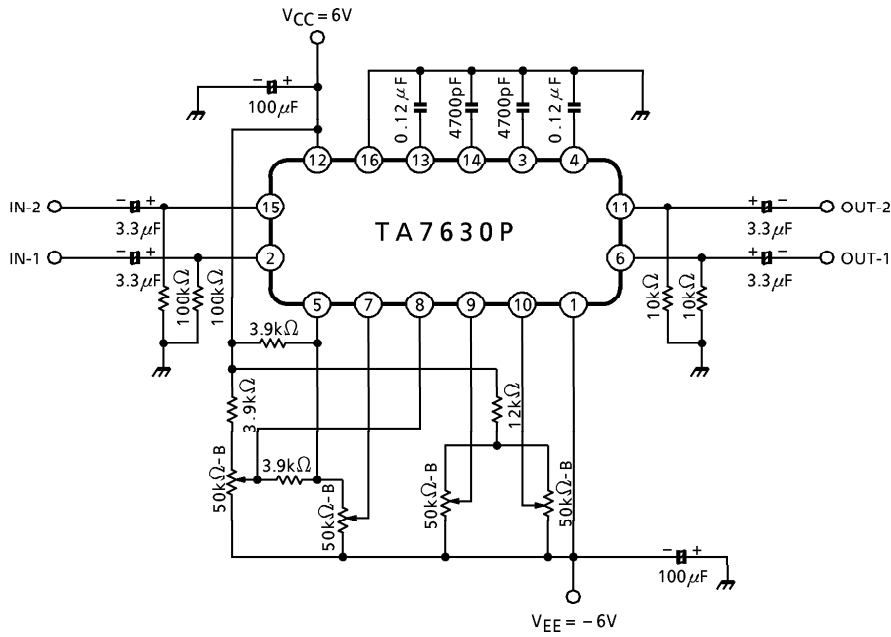 VCC = 6V
100μF
0.12μF
4700pF
4700pF
0.12μF
12
16
13
14
3
4
IN-2
3.3μF
15
TA7630P
11
3.3μF
OUT-2
IN-1
3.3μF
2
6
3.3μF
OUT-1
100kΩ
100kΩ
5
7
8
9
10
1
10kΩ
10kΩ
3.9kΩ
3.9kΩ
12kΩ
50kΩ-B
3.9kΩ
50kΩ-B
50kΩ-B
50kΩ-B
100μF
VEE = −6V
− +
− +
− +
+ −
+ −
− +